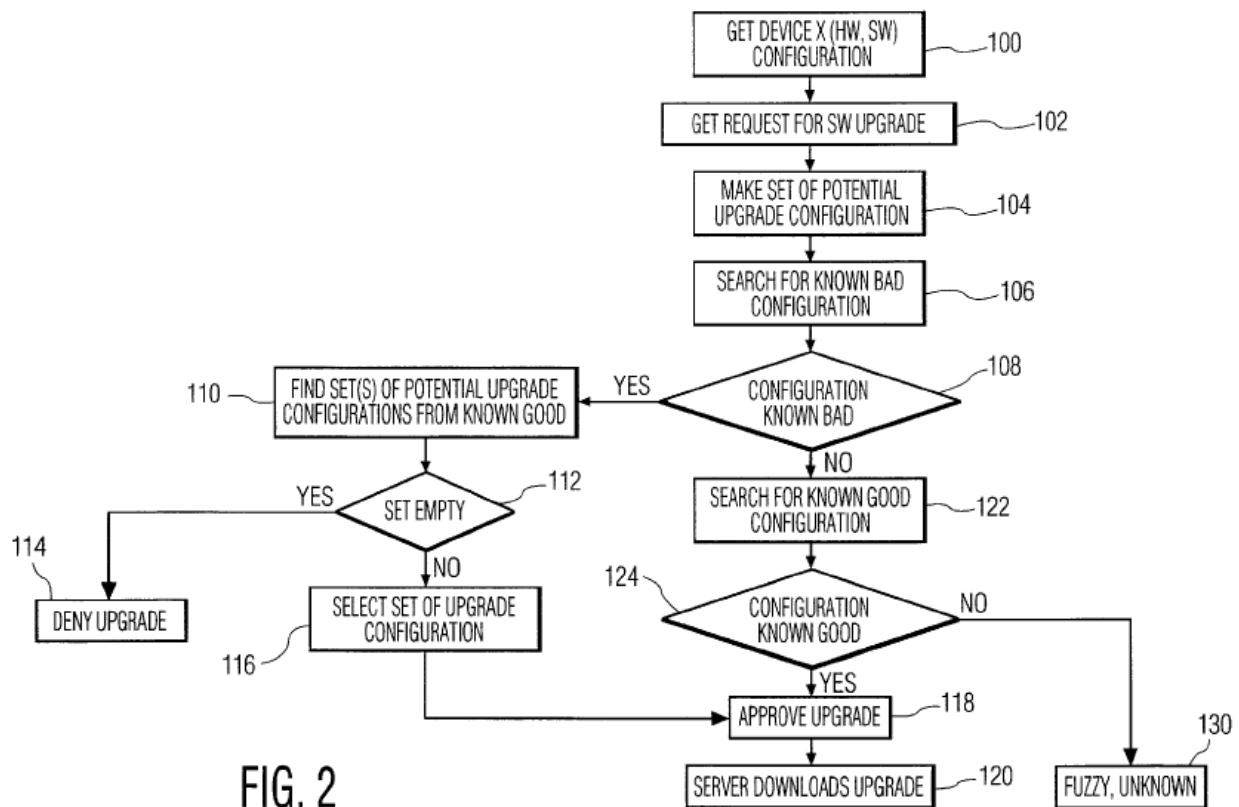 GET DEVICE X (HW, SW)
CONFIGURATION
100
GET REQUEST FOR SW UPGRADE
102
MAKE SET OF POTENTIAL
UPGRADE CONFIGURATION
104
SEARCH FOR KNOWN BAD
CONFIGURATION
106
CONFIGURATION
KNOWN BAD
108
YES
110
FIND SET(S) OF POTENTIAL UPGRADE
CONFIGURATIONS FROM KNOWN GOOD
NO
SET EMPTY
112
YES
114
DENY UPGRADE
NO
SELECT SET OF UPGRADE
CONFIGURATION
116
SEARCH FOR KNOWN GOOD
CONFIGURATION
122
124
CONFIGURATION
KNOWN GOOD
NO
YES
APPROVE UPGRADE
118
SERVER DOWNLOADS UPGRADE
120
130
FUZZY, UNKNOWN
FIG. 2